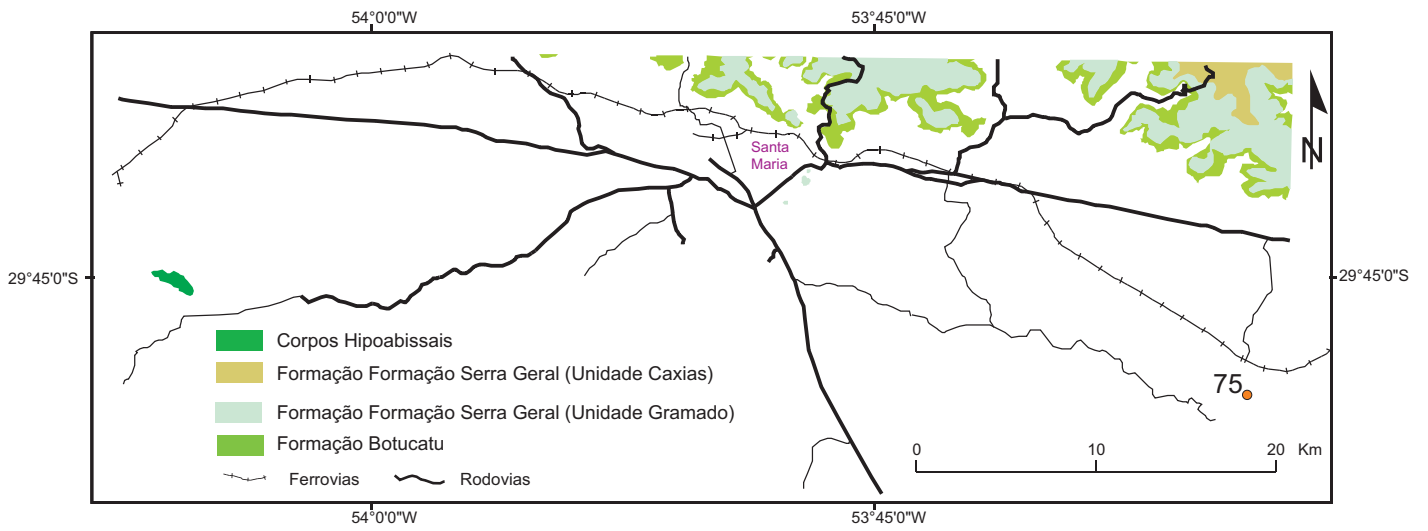 54°0'0"W 53°45'0"W
Santa
Maria
N
29°45'0"S 29°45'0"S
Corpos Hipoabissais
Formação Formação Serra Geral (Unidade Caxias)
75
Formação Formação Serra Geral (Unidade Gramado)
Formação Botucatu
0 10 20 Km
Ferrovias Rodovias
54°0'0"W 53°45'0"W